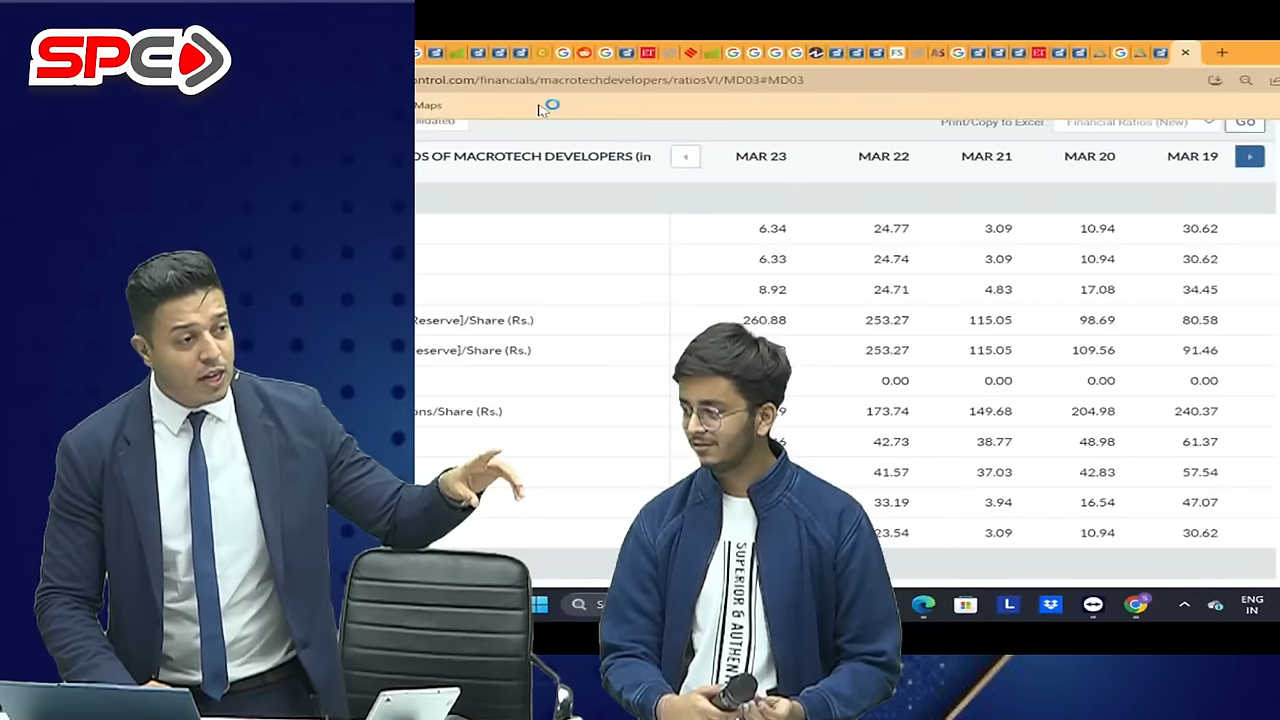 SPC
ontrol.com/financials/macrotechdevelopers/ratiosVI/MD03#MD03
Maps
Print/Copy to Excel Financial Ratios (New) GO
OS OF MACROTECH DEVELOPERS (in MAR 23 MAR 22 MAR 21 MAR 20 MAR 19
6.34 24.77 3.09 10.94 30.62
6.33 24.74 3.09 10.94 30.62
8.92 24.71 4.83 17.08 34.45
Reserve]/Share (Rs.) 260.88 253.27 115.05 98.69 80.58
eserve]/Share (Rs.) 253.27 115.05 109.56 91.46
0.00 0.00 0.00 0.00
ons/Share (Rs.) 9 173.74 149.68 204.98 240.37
42.73 38.77 48.98 61.37
41.57 37.03 42.83 57.54
33.19 3.94 16.54 47.07
23.54 3.09 10.94 30.62
SUPERIOR & AUTHENT
ENG
IN